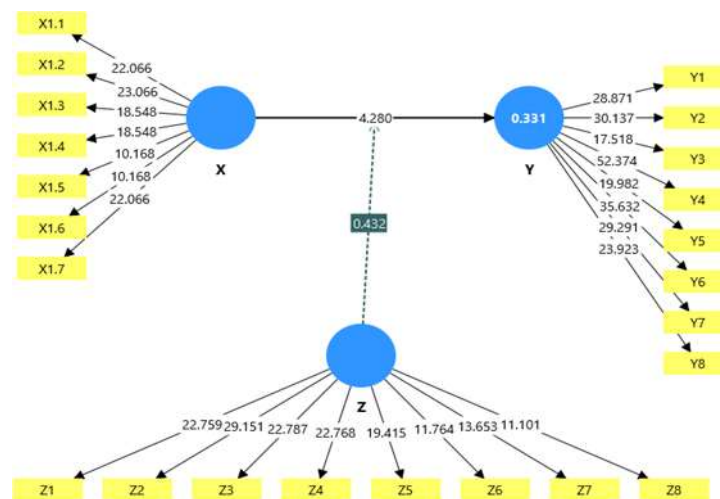 X1.1
X1.2
X1.3
X1.4
X1.5
X1.6
X1.7
22.066
23.066
18.548
18.548
10.168
10.168
22.066
X
4.280
0.331
Y
28.871
30.137
17.518
52.374
19.982
35.632
29.291
23.923
Y1
Y2
Y3
Y4
Y5
Y6
Y7
Y8
0.432
Z
22.759
29.151
22.787
22.768
19.415
11.764
13.653
11.101
Z1
Z2
Z3
Z4
Z5
Z6
Z7
Z8